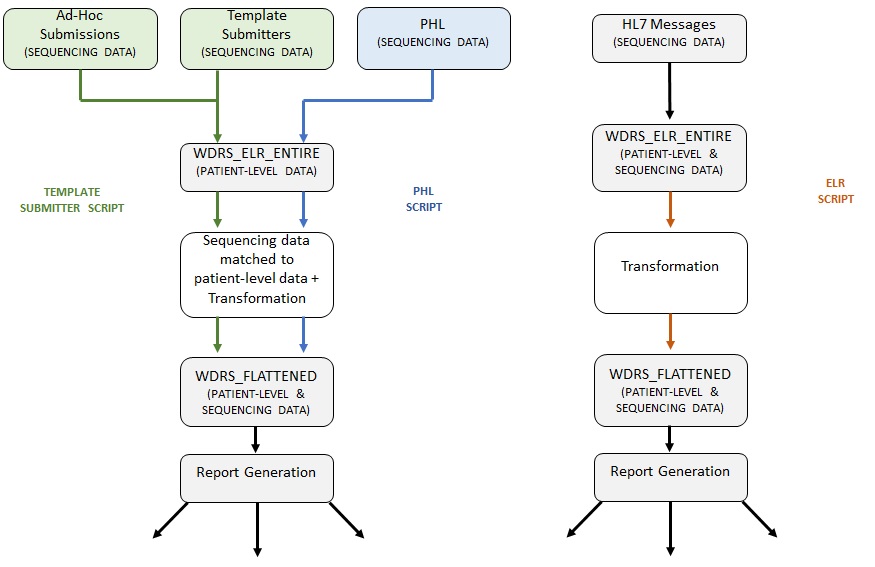 Ad-Hoc
Submissions
(SEQUENCING DATA)
Template
Submitters
(SEQUENCING DATA)
PHL
(SEQUENCING DATA)
HL7 Messages
(SEQUENCING DATA)
WDRS_ELR_ENTIRE
(PATIENT-LEVEL DATA)
WDRS_ELR_ENTIRE
(PATIENT-LEVEL &
SEQUENCING DATA)
TEMPLATE
SUBMITTER SCRIPT
PHL
SCRIPT
ELR
SCRIPT
Sequencing data
matched to
patient-level data +
Transformation
Transformation
WDRS_FLATTENED
(PATIENT-LEVEL &
SEQUENCING DATA)
WDRS_FLATTENED
(PATIENT-LEVEL &
SEQUENCING DATA)
Report Generation
Report Generation